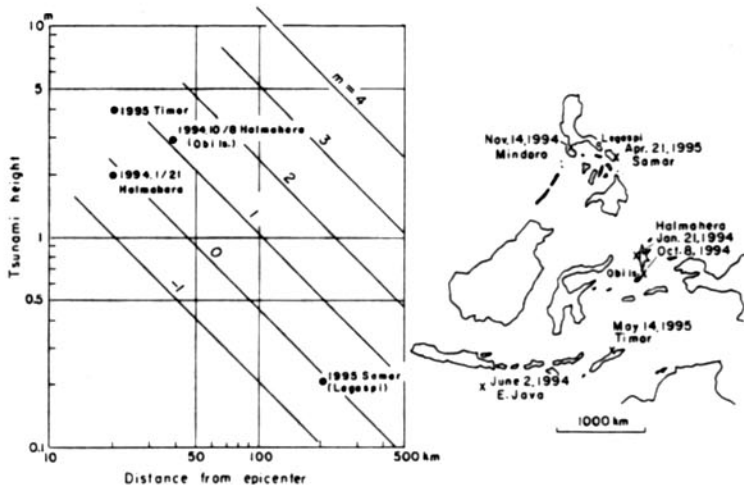 10 m
5
1
0.5
0.1
Tsunami height
10
50
100
500 km
Distance from epicenter
m = 4
3
2
1
0
-1
1995 Timor
1994.10/8 Halmahera
(Obi Is.)
1994.1/21
Halmahera
1995 Samar
(Legaspi)
Legaspi
Nov. 14, 1994
Mindoro
Apr. 21, 1995
Samar
Halmahera
Jan. 21, 1994
Oct. 8, 1994
Obi Is.
May 14, 1995
Timor
June 2, 1994
E. Java
1000 km